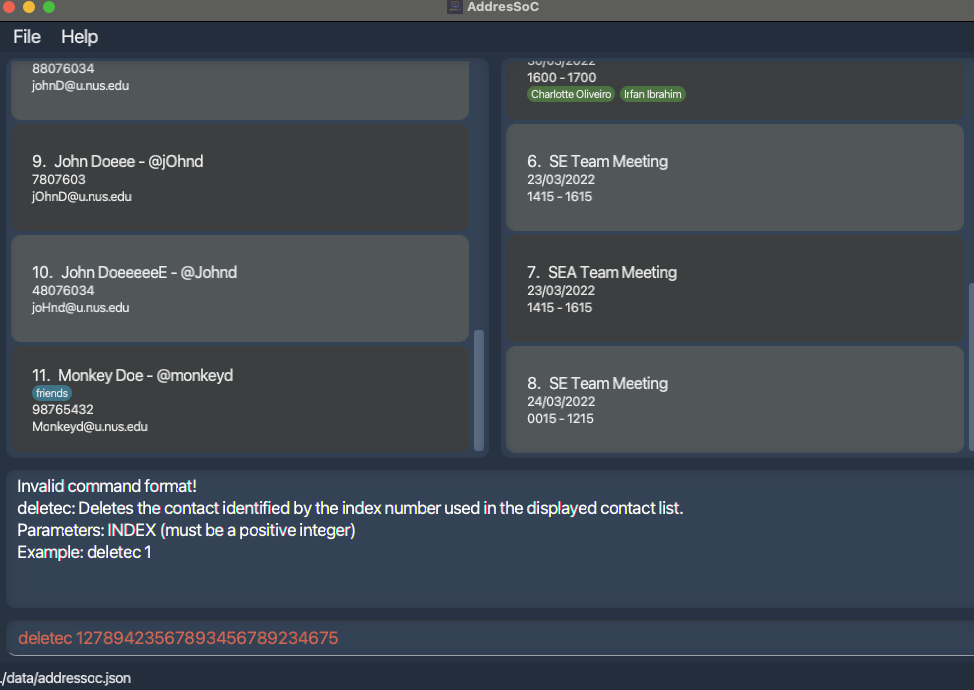 AddresSoC
File Help
88076034
johnD@u.nus.edu
9. John Doeee - @jOhnd
7807603
jOhnD@u.nus.edu
10. John DoeeeeeE - @Johnd
48076034
joHnd@u.nus.edu
11. Monkey Doe - @monkeyd
friends
98765432
Monkeyd@u.nus.edu
30/03/2022
1600 - 1700
Charlotte Oliveiro Irfan Ibrahim
6. SE Team Meeting
23/03/2022
1415 - 1615
7. SEA Team Meeting
23/03/2022
1415 - 1615
8. SE Team Meeting
24/03/2022
0015 - 1215
Invalid command format!
deletec: Deletes the contact identified by the index number used in the displayed contact list.
Parameters: INDEX (must be a positive integer)
Example: deletec 1
deletec 12789423567893456789234675
./data/addressoc.json